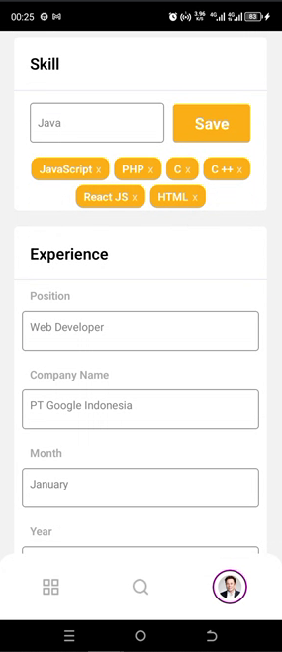 00:25
3.96 K/S 4G 4G 83
Skill
Java
Save
JavaScript x PHP x C x C ++ x
React JS x HTML x
Experience
Position
Web Developer
Company Name
PT Google Indonesia
Month
January
Year